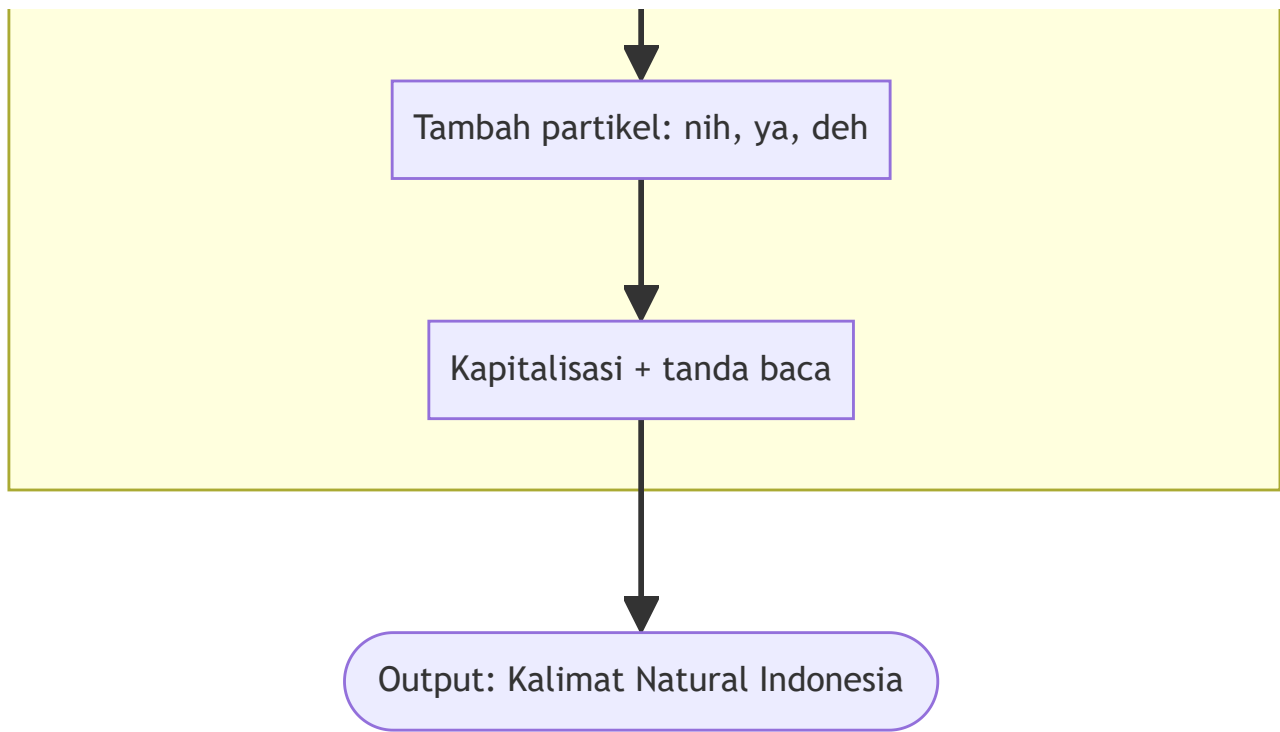 Tambah partikel: nih, ya, deh
Kapitalisasi + tanda baca
Output: Kalimat Natural Indonesia